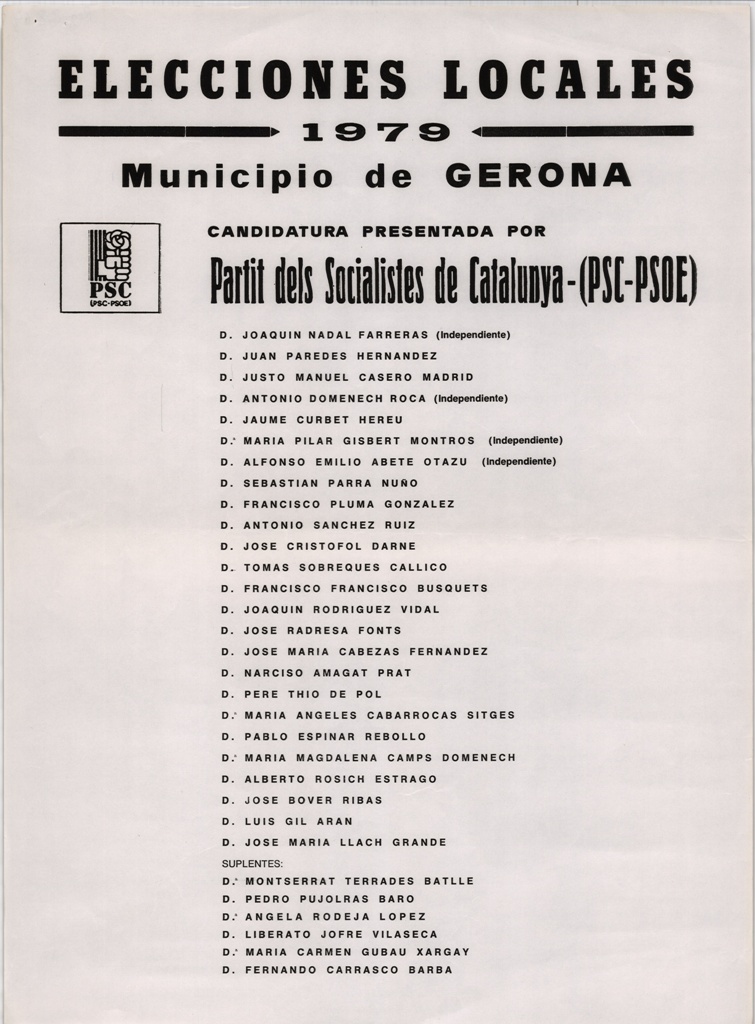 ELECCIONES LOCALES
1979
Municipio de GERONA
PSC
(PSC-PSOE)
CANDIDATURA PRESENTADA POR
Partit dels Socialistes de Catalunya-(PSC-PSOE)
D. JOAQUIN NADAL FARRERAS (Independiente)
D. JUAN PAREDES HERNANDEZ
D. JUSTO MANUEL CASERO MADRID
D. ANTONIO DOMENECH ROCA (Independiente)
D. JAUME CURBET HEREU
D.ª MARIA PILAR GISBERT MONTROS (Independiente)
D. ALFONSO EMILIO ABETE OTAZU (Independiente)
D. SEBASTIAN PARRA NUÑO
D. FRANCISCO PLUMA GONZALEZ
D. ANTONIO SANCHEZ RUIZ
D. JOSE CRISTOFOL DARNE
D. TOMAS SOBREQUES CALLICO
D. FRANCISCO FRANCISCO BUSQUETS
D. JOAQUIN RODRIGUEZ VIDAL
D. JOSE RADRESA FONTS
D. JOSE MARIA CABEZAS FERNANDEZ
D. NARCISO AMAGAT PRAT
D. PERE THIO DE POL
D.ª MARIA ANGELES CABARROCAS SITGES
D. PABLO ESPINAR REBOLLO
D.ª MARIA MAGDALENA CAMPS DOMENECH
D. ALBERTO ROSICH ESTRAGO
D. JOSE BOVER RIBAS
D. LUIS GIL ARAN
D. JOSE MARIA LLACH GRANDE
SUPLENTES:
D.ª MONTSERRAT TERRADES BATLLE
D. PEDRO PUJOLRAS BARO
D.ª ANGELA RODEJA LOPEZ
D. LIBERATO JOFRE VILASECA
D.ª MARIA CARMEN GUBAU XARGAY
D. FERNANDO CARRASCO BARBA